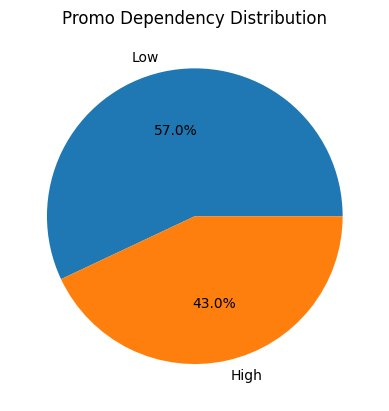 Promo Dependency Distribution
Low
57.0%
43.0%
High